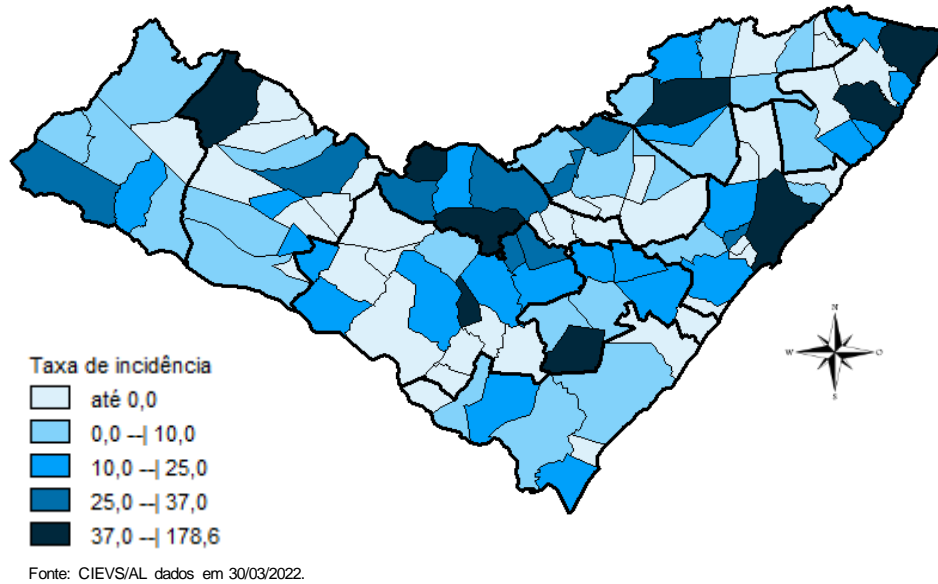 N
W O
S
Taxa de incidência
até 0,0
0,0 --| 10,0
10,0 --| 25,0
25,0 --| 37,0
37,0 --| 178,6
Fonte: CIEVS/AL dados em 30/03/2022.